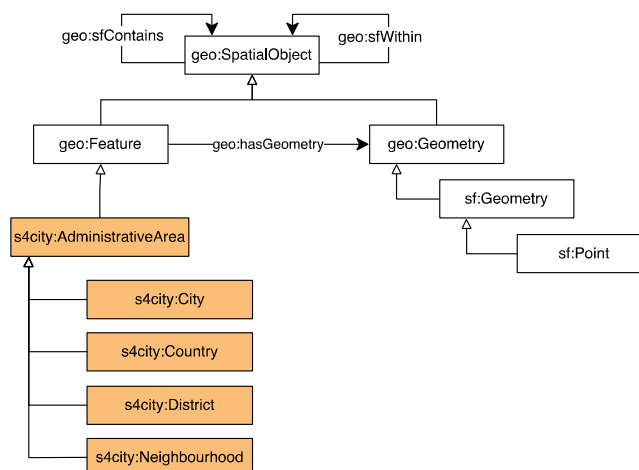 geo:sfContains
geo:sfWithin
geo:SpatialObject
geo:Feature
geo:hasGeometry
geo:Geometry
sf:Geometry
s4city:AdministrativeArea
sf:Point
s4city:City
s4city:Country
s4city:District
s4city:Neighbourhood